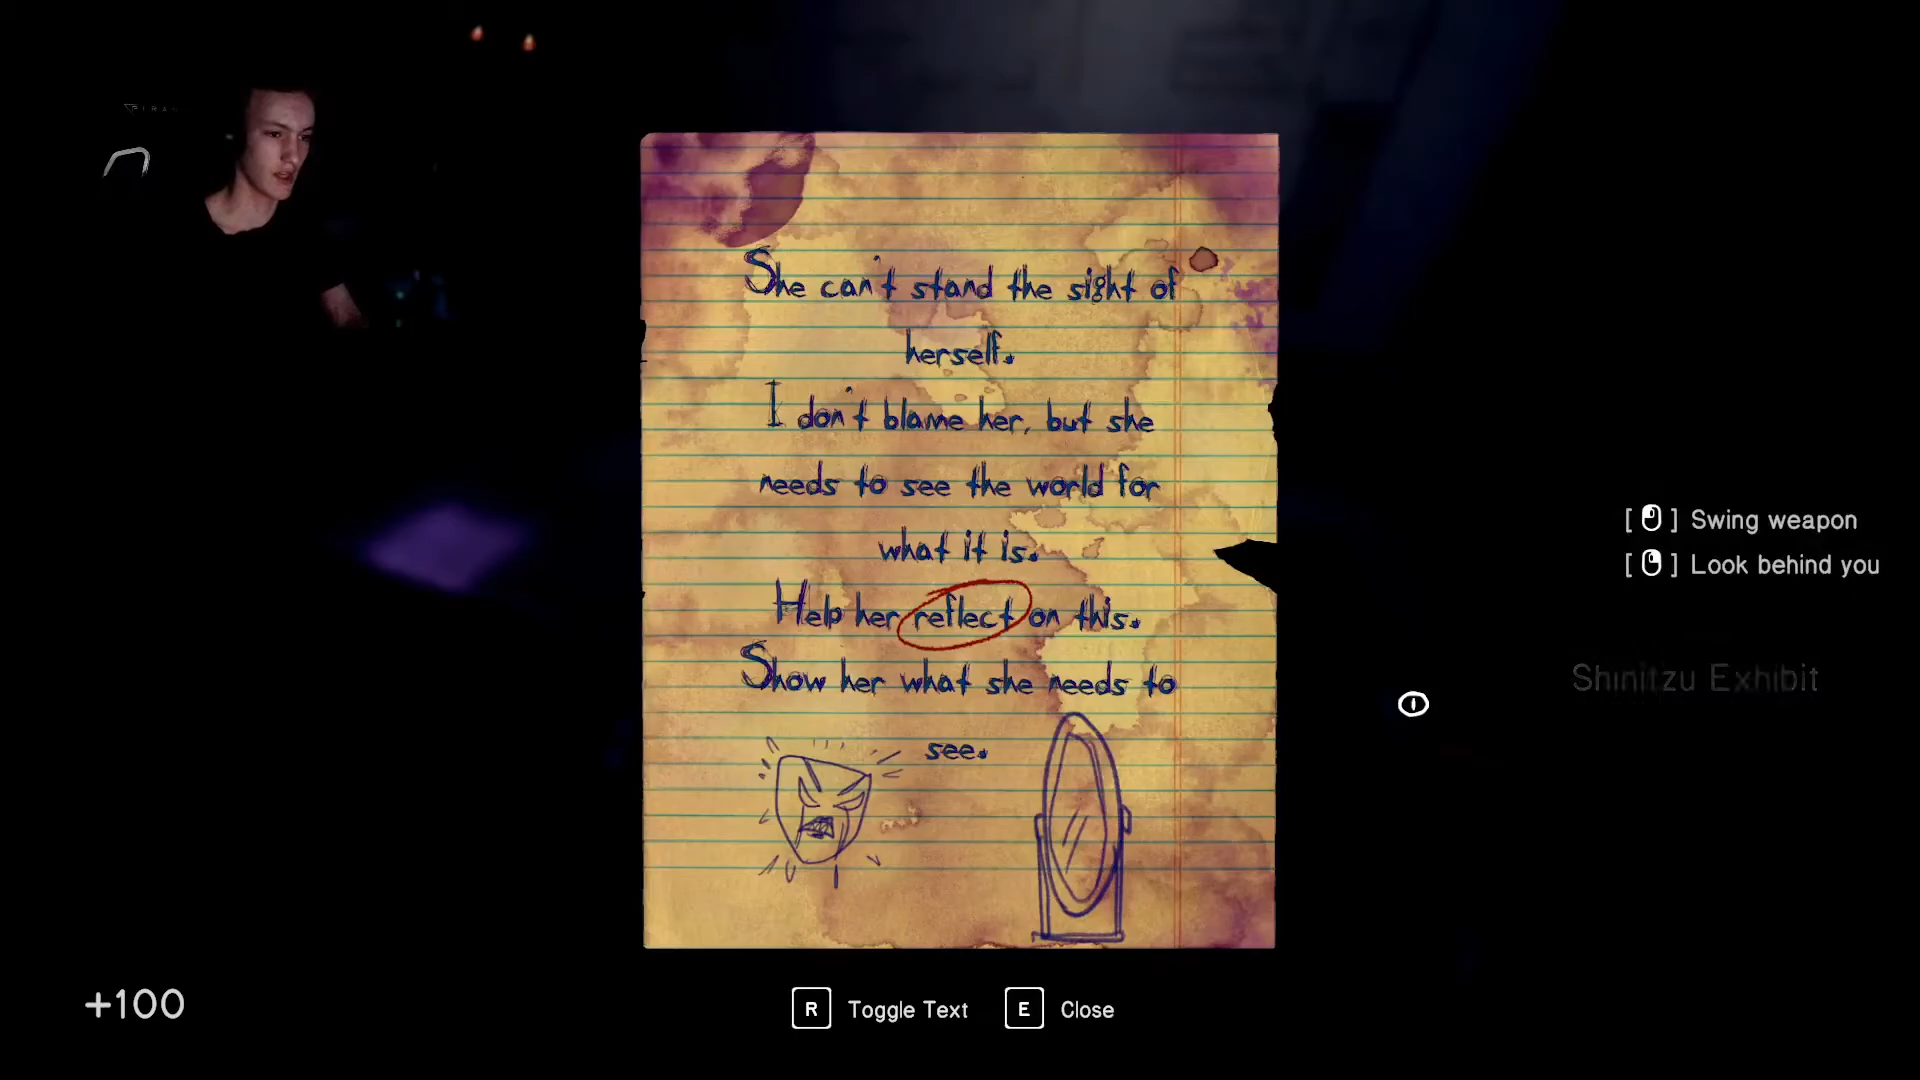 She can't stand the sight of
herself.
I don't blame her, but she
needs to see the world for
what it is.
Help her reflect on this.
Show her what she needs to
see.
[ ] Swing weapon
[ ] Look behind you
Shinitzu Exhibit
+100
R Toggle Text E Close